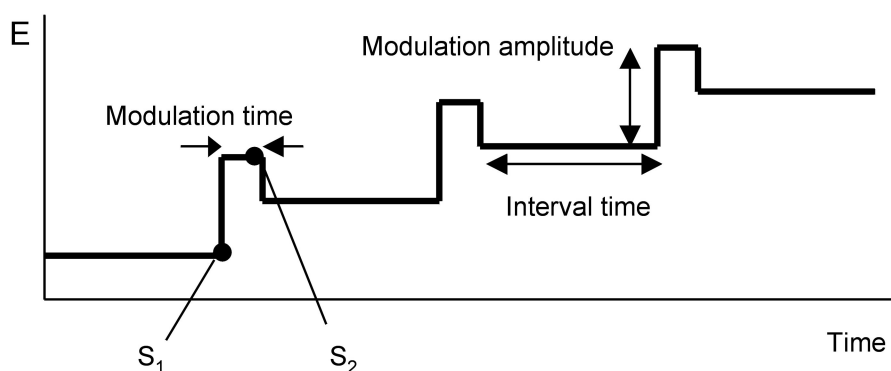 E
Modulation amplitude
Modulation time
Interval time
Time
S₁
S₂